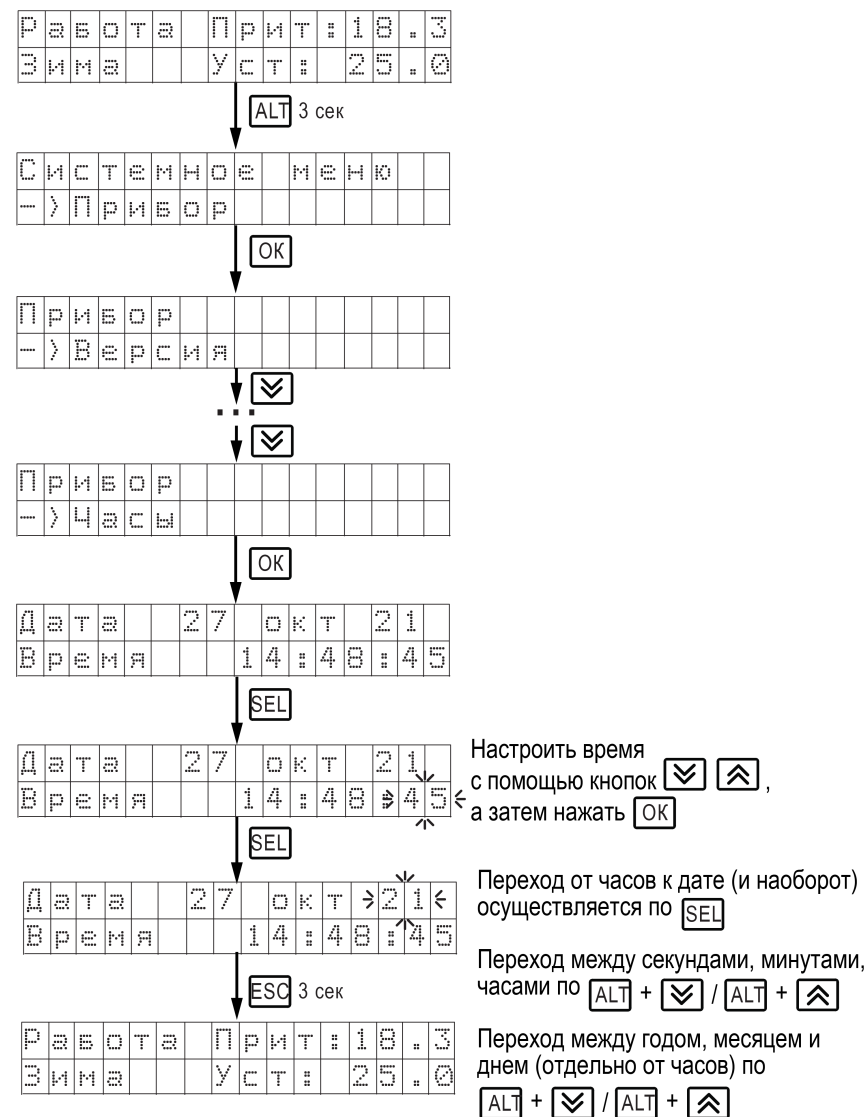 Работа Прит:18.3
Зима Уст: 25.0
ALT 3 сек
Системное меню
->Прибор
OK
Прибор
->Версия
...
Прибор
->Часы
OK
Дата 27 окт 21
Время 14:48:45
SEL
Дата 27 окт 21
Время 14:48:45
Настроить время
с помощью кнопок ,
а затем нажать OK
SEL
Дата 27 окт 21
Время 14:48:45
Переход от часов к дате (и наоборот)
осуществляется по SEL
Переход между секундами, минутами,
часами по ALT + / ALT +
ESC 3 сек
Работа Прит:18.3
Зима Уст: 25.0
Переход между годом, месяцем и
днем (отдельно от часов) по
ALT + / ALT +